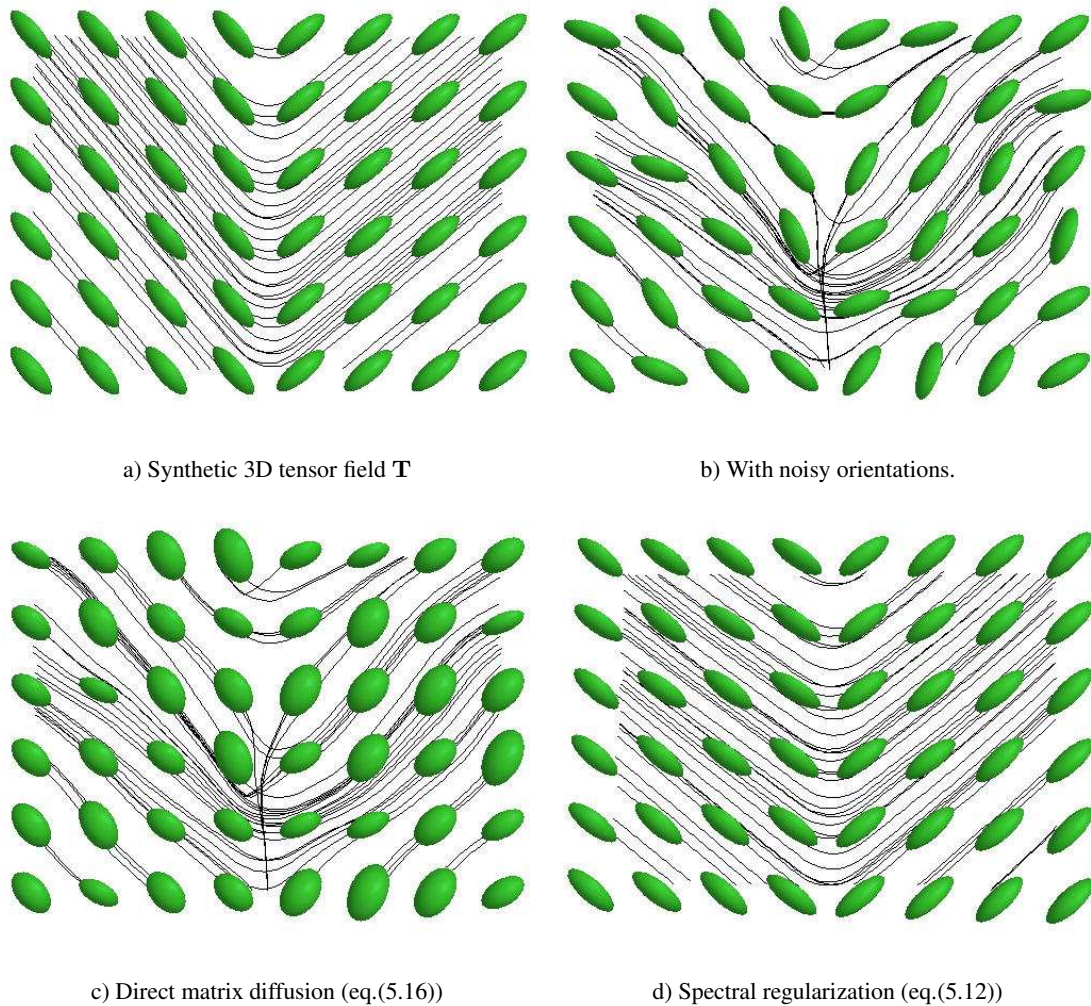 a) Synthetic 3D tensor field T
b) With noisy orientations.
c) Direct matrix diffusion (eq.(5.16))
d) Spectral regularization (eq.(5.12))